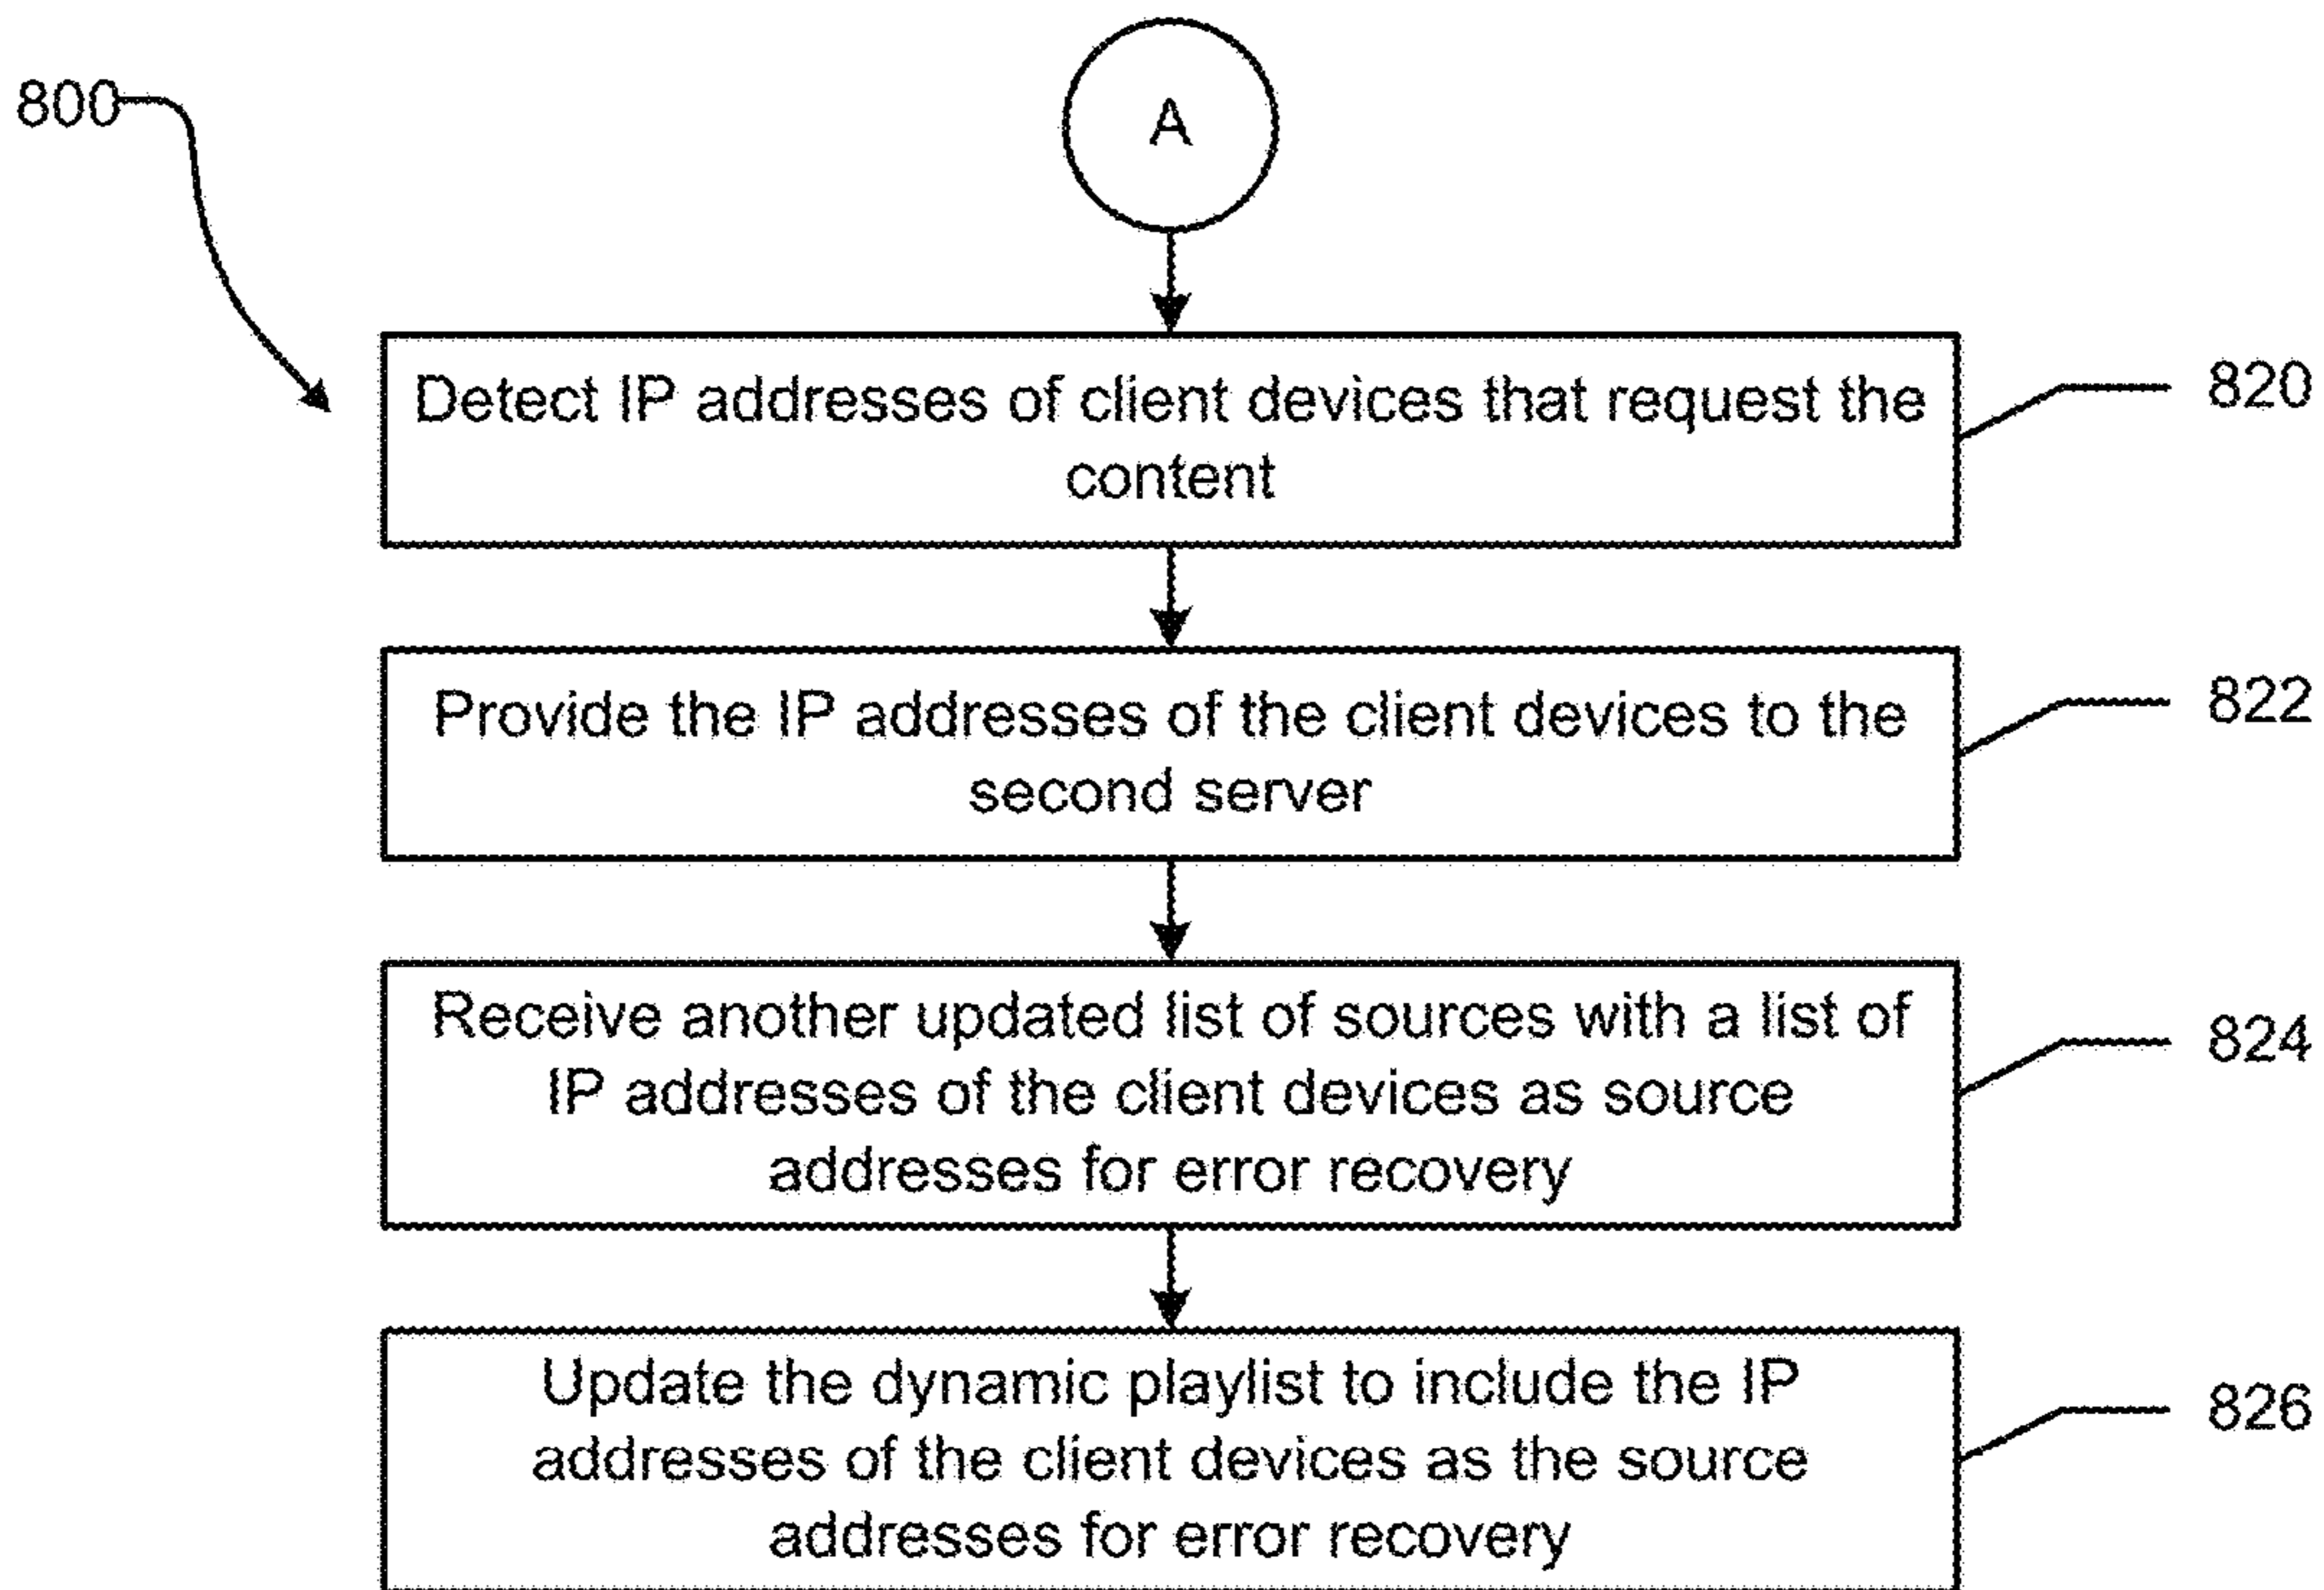 800
A
Detect IP addresses of client devices that request the
content
820
Provide the IP addresses of the client devices to the
second server
822
Receive another updated list of sources with a list of
IP addresses of the client devices as source
addresses for error recovery
824
Update the dynamic playlist to include the IP
addresses of the client devices as the source
addresses for error recovery
826